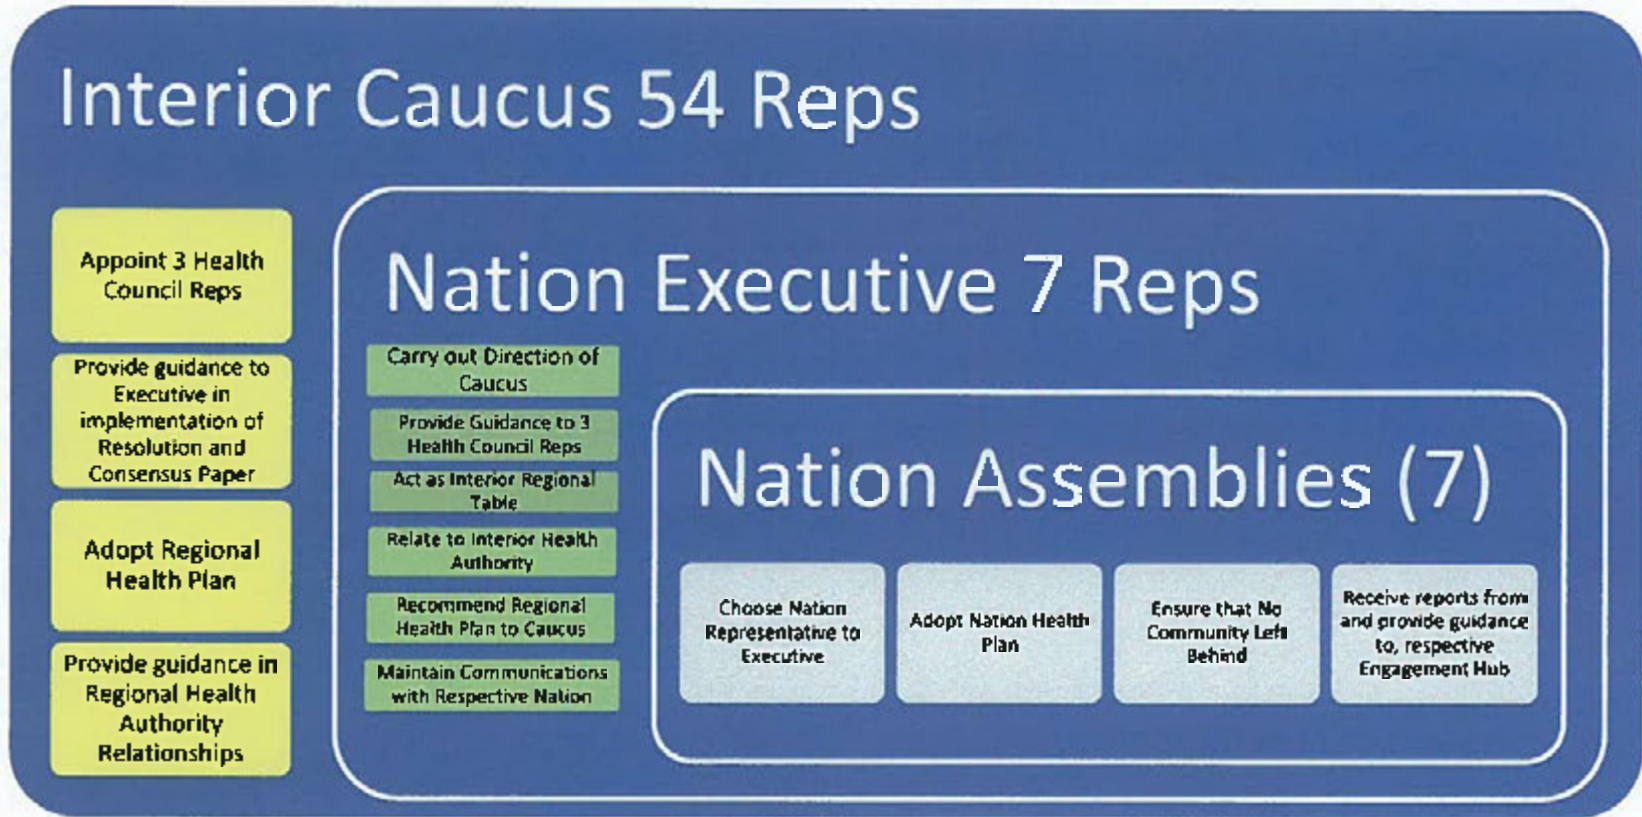 Interior Caucus 54 Reps
Appoint 3 Health
Council Reps
Provide guidance to
Executive in
implementation of
Resolution and
Consensus Paper
Adopt Regional
Health Plan
Provide guidance in
Regional Health
Authority
Relationships
Nation Executive 7 Reps
Carry out Direction of
Caucus
Provide Guidance to 3
Health Council Reps
Act as Interior Regional
Table
Relate to Interior Health
Authority
Recommend Regional
Health Plan to Caucus
Maintain Communications
with Respective Nation
Nation Assemblies (7)
Choose Nation
Representative to
Executive
Adopt Nation Health
Plan
Ensure that No
Community Left
Behind
Receive reports from
and provide guidance
to, respective
Engagement Hub